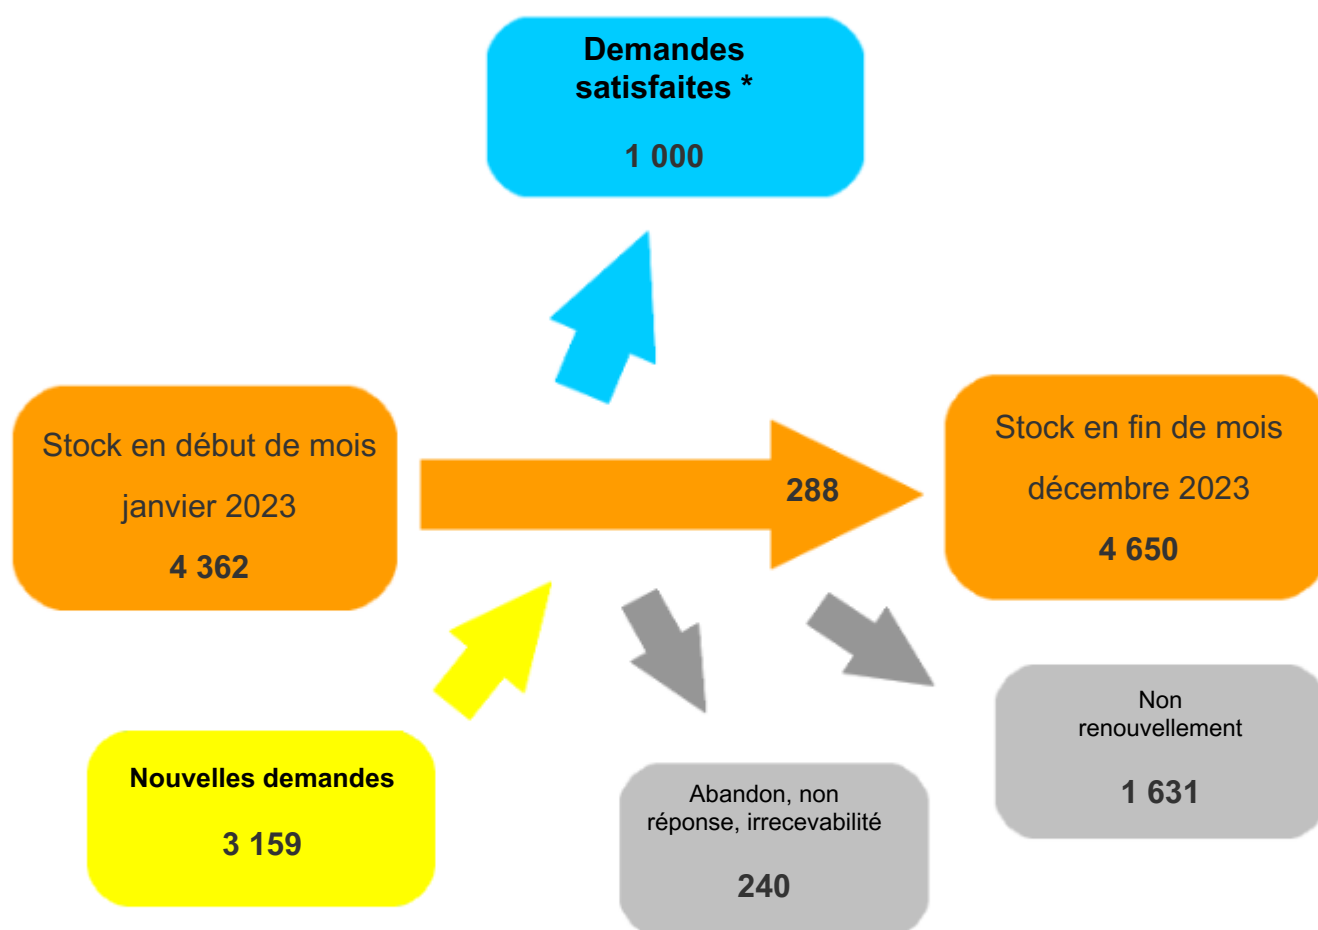 Demandes
satisfaites *
1 000
Stock en début de mois
janvier 2023
4 362
288
Stock en fin de mois
décembre 2023
4 650
Nouvelles demandes
3 159
Abandon, non
réponse, irrecevabilité
240
Non
renouvellement
1 631